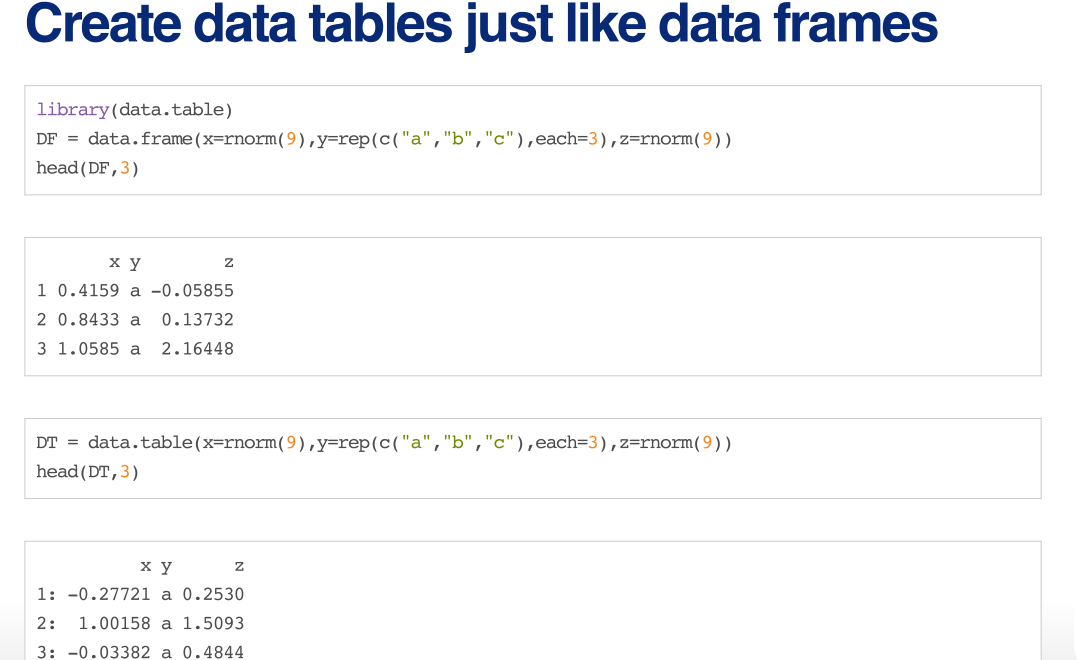 Create data tables just like data frames
library(data.table)
DF = data.frame(x=rnorm(9),y=rep(c("a","b","c"),each=3),z=rnorm(9))
head(DF,3)
       x y        z
1 0.4159 a -0.05855
2 0.8433 a  0.13732
3 1.0585 a  2.16448
DT = data.table(x=rnorm(9),y=rep(c("a","b","c"),each=3),z=rnorm(9))
head(DT,3)
          x y      z
1: -0.27721 a 0.2530
2:  1.00158 a 1.5093
3: -0.03382 a 0.4844